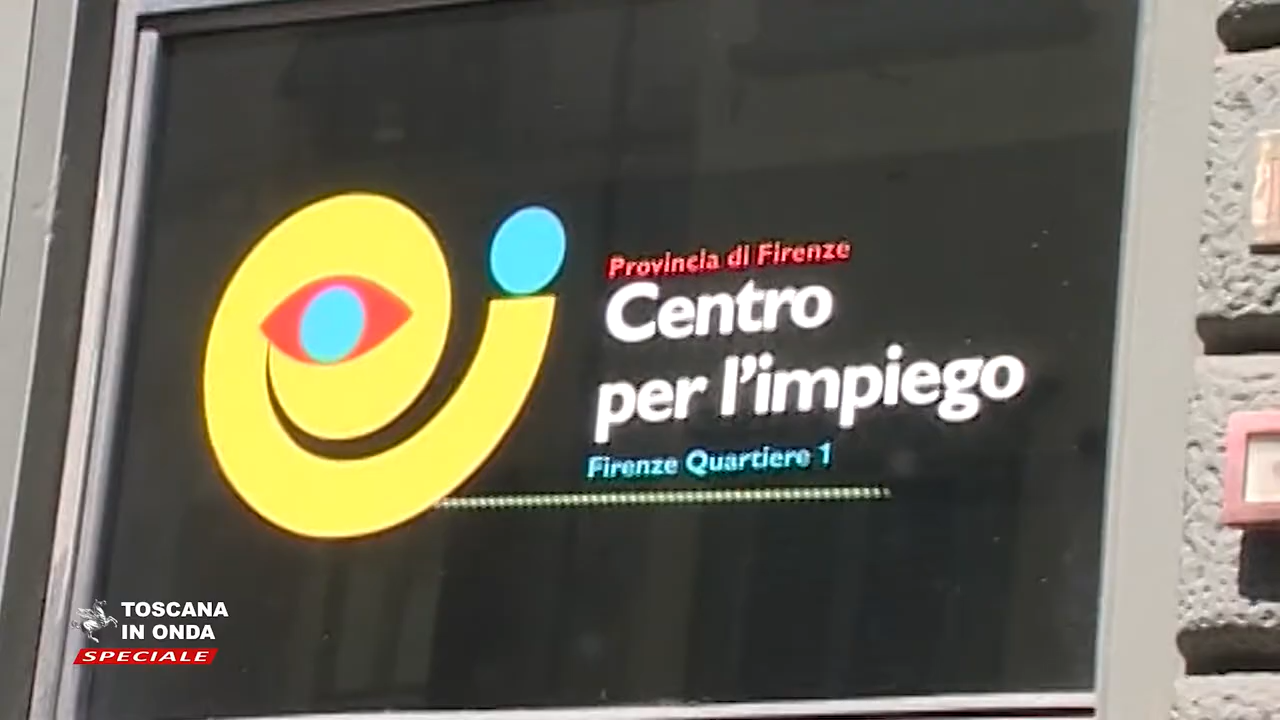 Provincia di Firenze
Centro
per l'impiego
Firenze Quartiere 1
TOSCANA
IN ONDA
SPECIALE